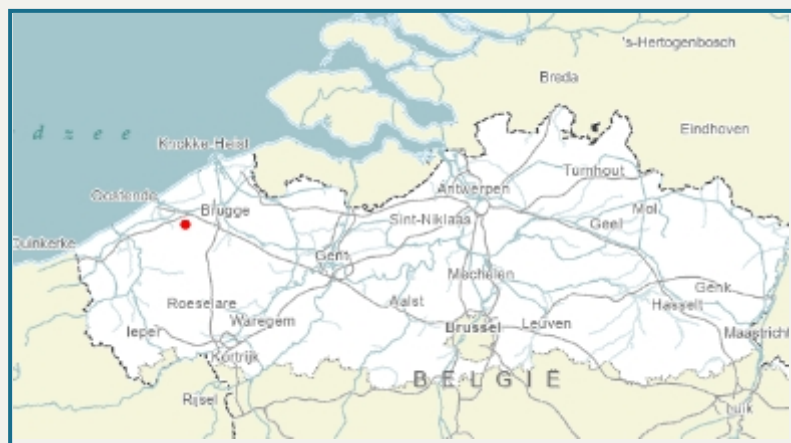 's-Hertogenbosch
Breda
Eindhoven
d z e e
Knokke-Heist
Turnhout
Oostende
Antwerpen
Mol
Brugge
Sint-Niklaas
Geel
Duinkerke
Gent
Mechelen
Genk
Roeselare
Aalst
Hasselt
Ieper
Waregem
Brussel
Leuven
Maastricht
Kortrijk
BELGIË
Rijsel
Luik